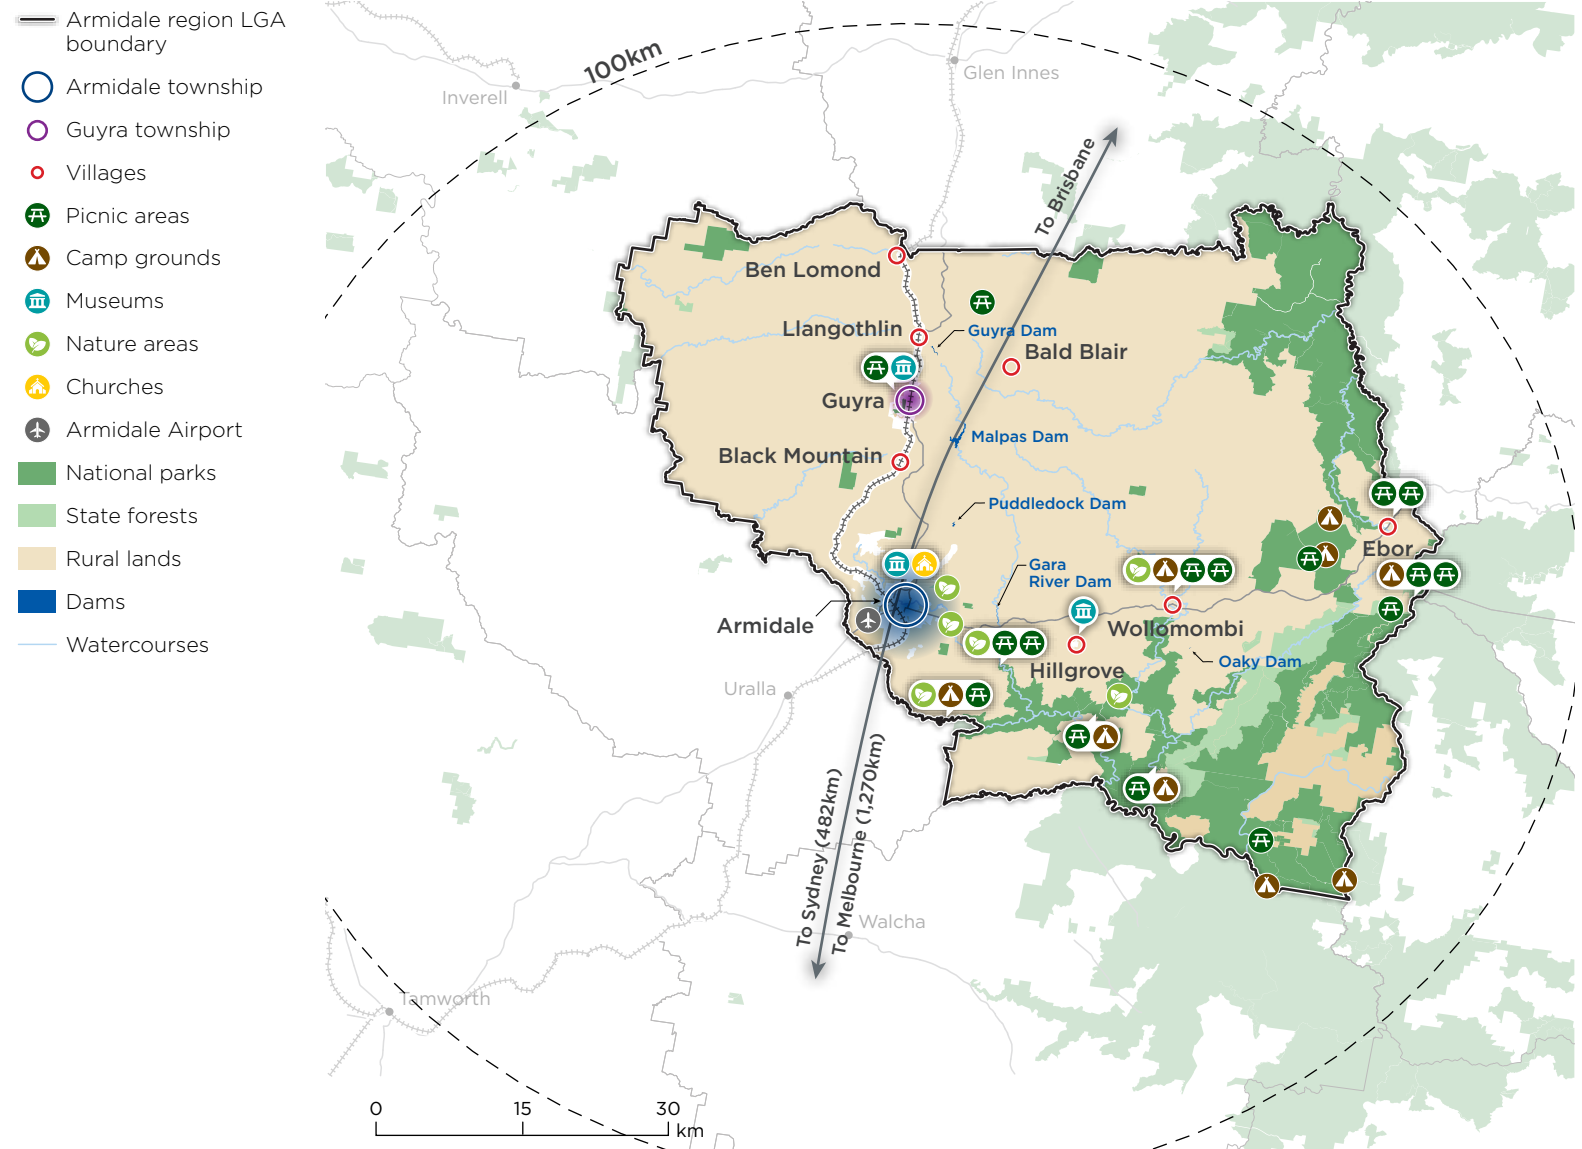 Armidale region LGA
boundary
Armidale township
Guyra township
Villages
Picnic areas
Camp grounds
Museums
Nature areas
Churches
Armidale Airport
National parks
State forests
Rural lands
Dams
Watercourses
100km
Inverell
Glen Innes
To Brisbane
Ben Lomond
Llangothlin
Guyra Dam
Bald Blair
Guyra
Malpas Dam
Black Mountain
Puddledock Dam
Ebor
Gara
River Dam
Armidale
Wollomombi
Hillgrove
Oaky Dam
Uralla
To Sydney (482km)
To Melbourne (1,270km)
Walcha
Tamworth
0 15 30
km